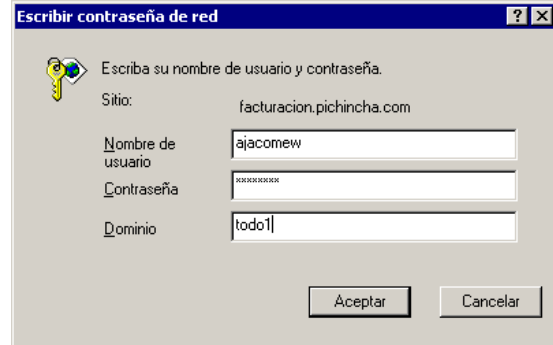 Escribir contraseña de red
Escriba su nombre de usuario y contraseña.
Sitio: facturacion.pichincha.com
Nombre de usuario ajacomew
Contraseña ********
Dominio todo1
Aceptar Cancelar